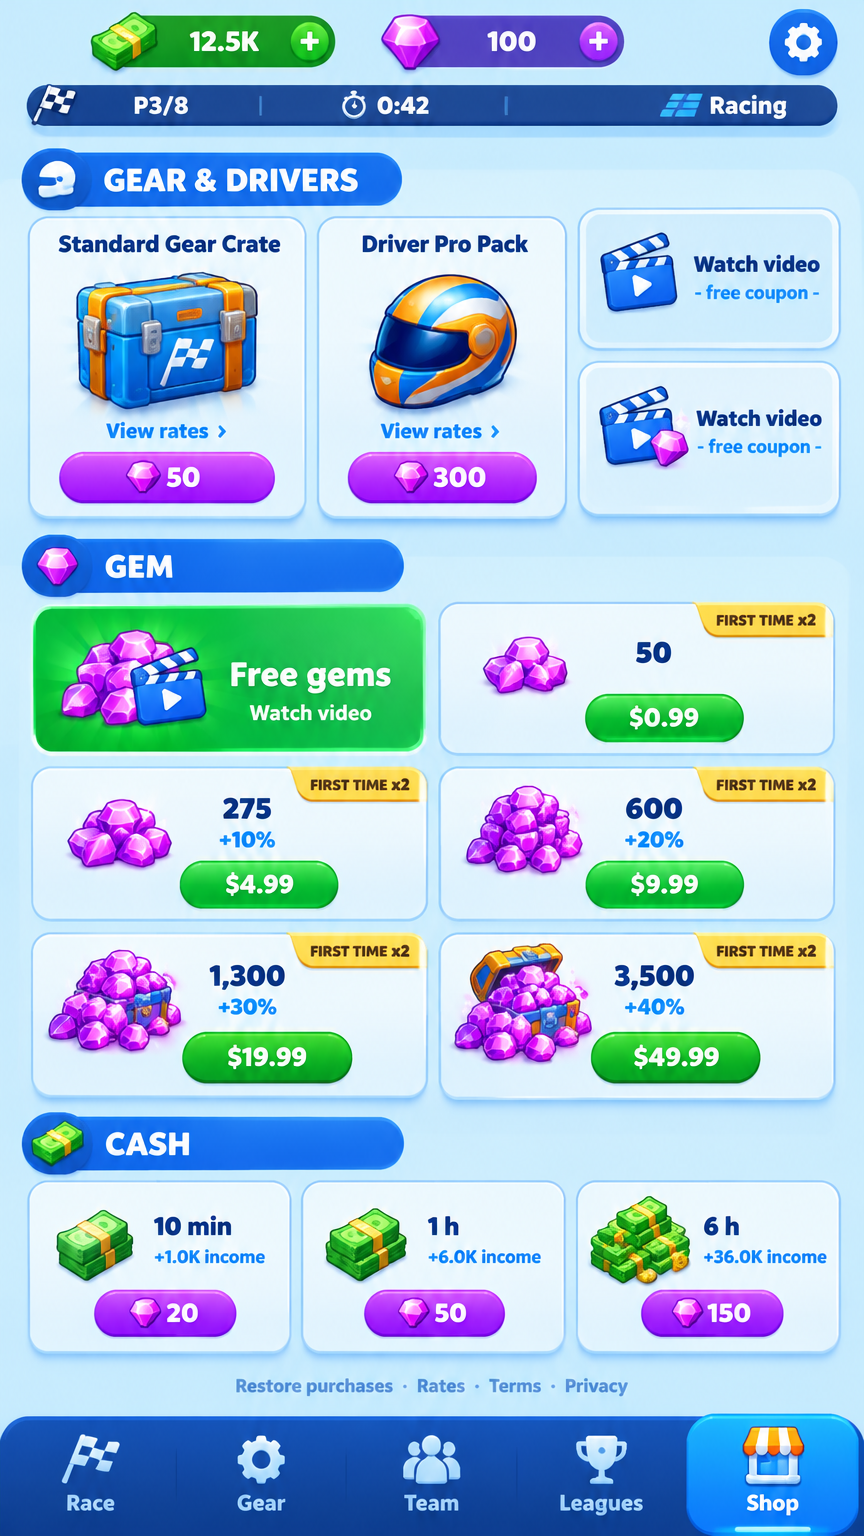 12.5K +
100 +
P3/8
0:42
Racing
GEAR & DRIVERS
Standard Gear Crate
View rates ›
50
Driver Pro Pack
View rates ›
300
Watch video
- free coupon -
Watch video
- free coupon -
GEM
Free gems
Watch video
FIRST TIME x2
50
$0.99
FIRST TIME x2
275
+10%
$4.99
FIRST TIME x2
600
+20%
$9.99
FIRST TIME x2
1,300
+30%
$19.99
FIRST TIME x2
3,500
+40%
$49.99
CASH
10 min
+1.0K income
20
1 h
+6.0K income
50
6 h
+36.0K income
150
Restore purchases · Rates · Terms · Privacy
Race
Gear
Team
Leagues
Shop